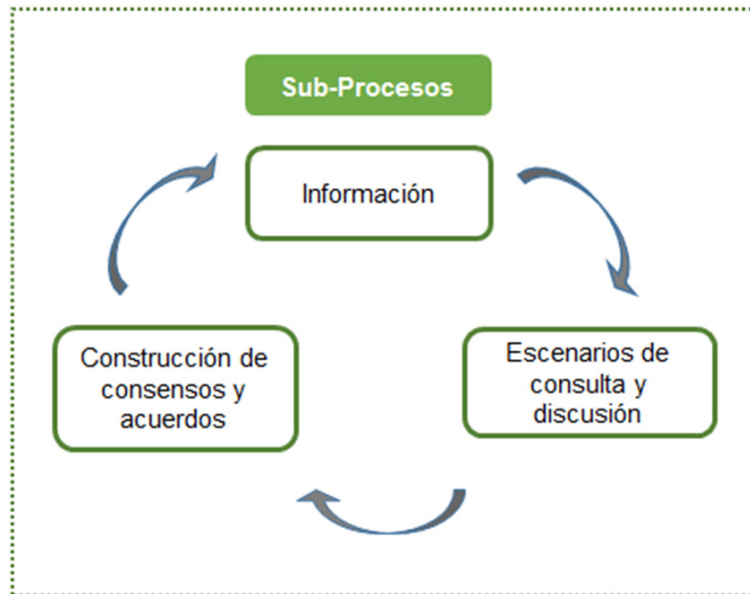 Sub-Procesos
Información
Construcción de
consensos y
acuerdos
Escenarios de
consulta y
discusión